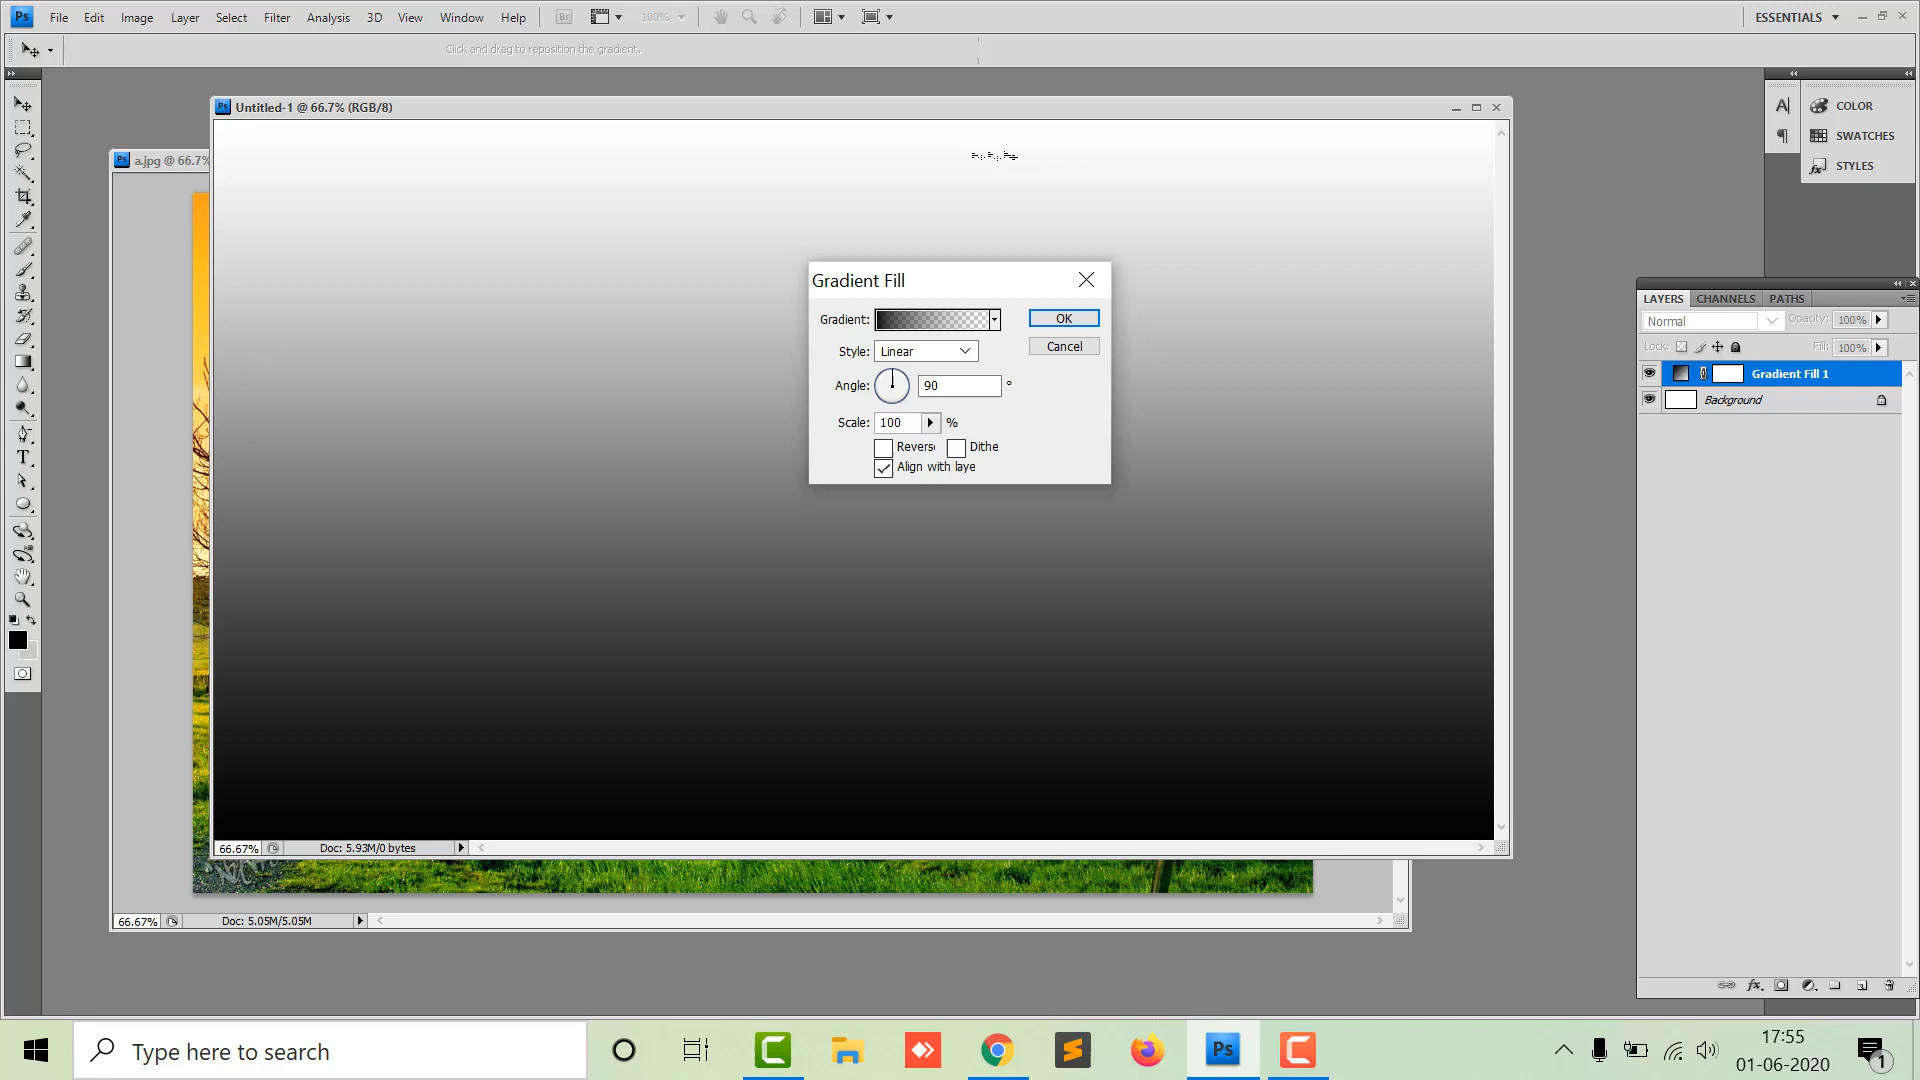 Ps File Edit Image Layer Select Filter Analysis 3D View Window Help Br 100% ESSENTIALS
Click and drag to reposition the gradient.
Ps Untitled-1 @ 66.7% (RGB/8)
Ps a.jpg @ 66.7%
COLOR
SWATCHES
STYLES
Gradient Fill
Gradient:
OK
Style: Linear
Cancel
Angle: 90 °
Scale: 100 %
Revers Dithe
Align with laye
LAYERS CHANNELS PATHS
Normal Opacity: 100%
Lock: Fill: 100%
Gradient Fill 1
Background
66.67% Doc: 5.93M/0 bytes
66.67% Doc: 5.05M/5.05M
Type here to search
Ps
17:55
01-06-2020
1